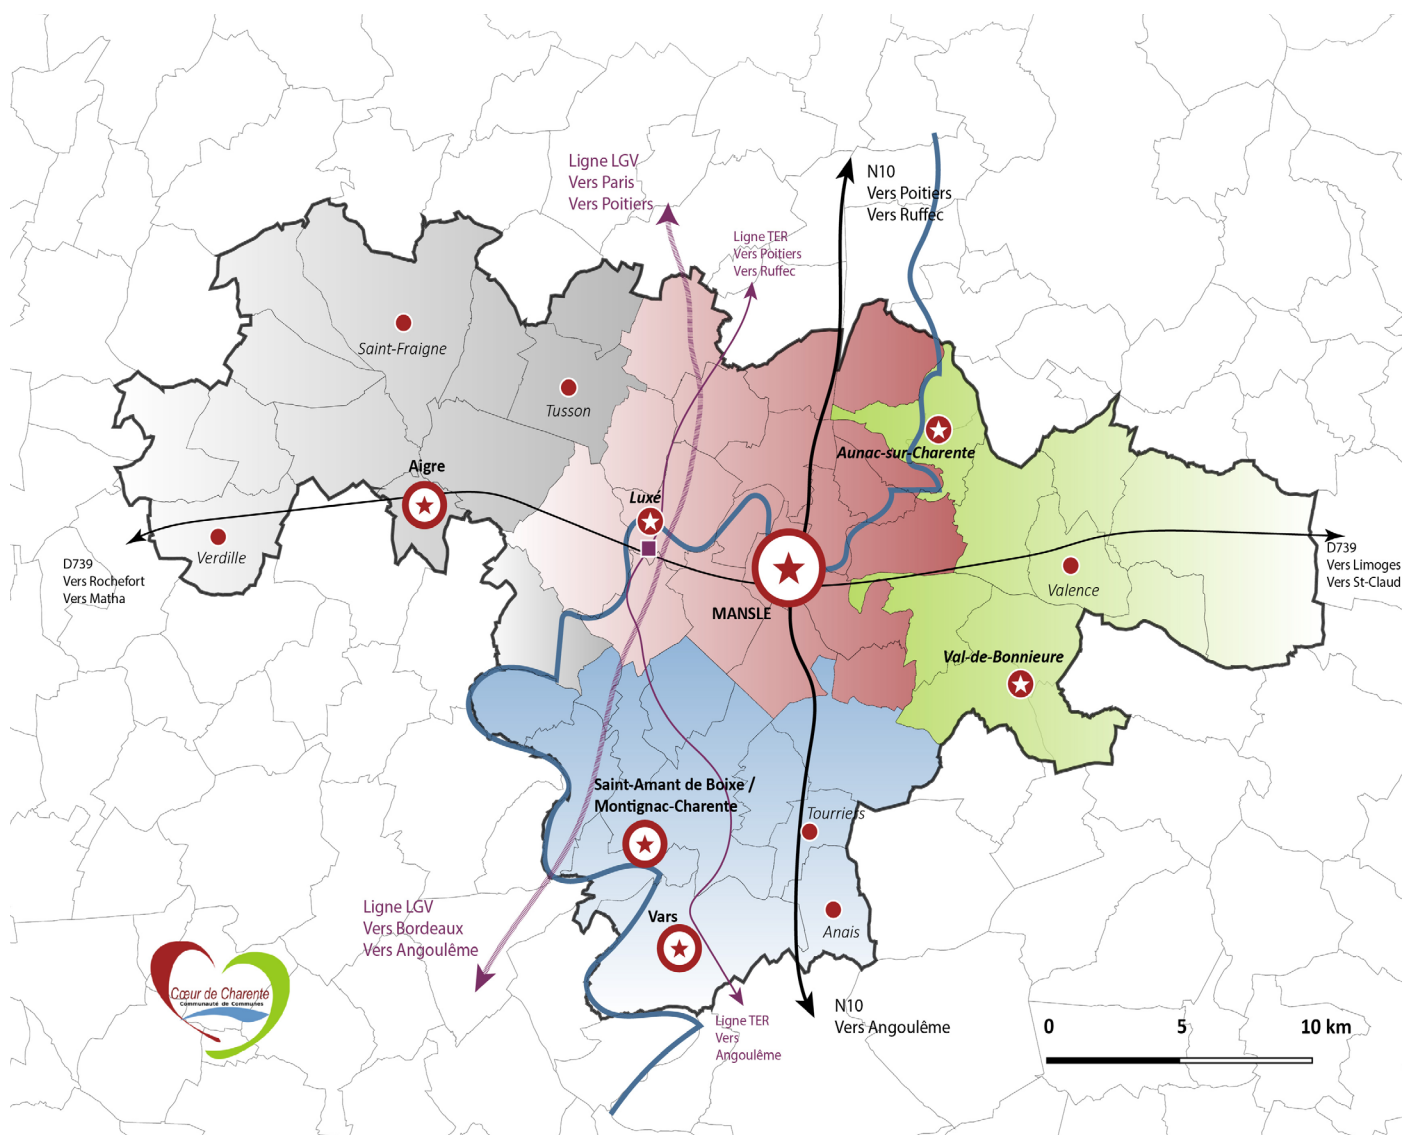 Ligne LGV
Vers Paris
Vers Poitiers
N10
Vers Poitiers
Vers Ruffec
Ligne TER
Vers Poitiers
Vers Ruffec
Saint-Fraigne
Tusson
Aunac-sur-Charente
Aigre
Luxé
Verdille
D739
Vers Rochefort
Vers Matha
D739
Vers Limoges
Vers St-Claud
Valence
MANSLE
Val-de-Bonnieure
Saint-Amant de Boixe /
Montignac-Charente
Tourriers
Ligne LGV
Vers Bordeaux
Vers Angoulême
Vars
Anais
Cœur de Charente
Communauté de Communes
N10
Vers Angoulême
Ligne TER
Vers
Angoulême
0 5 10 km